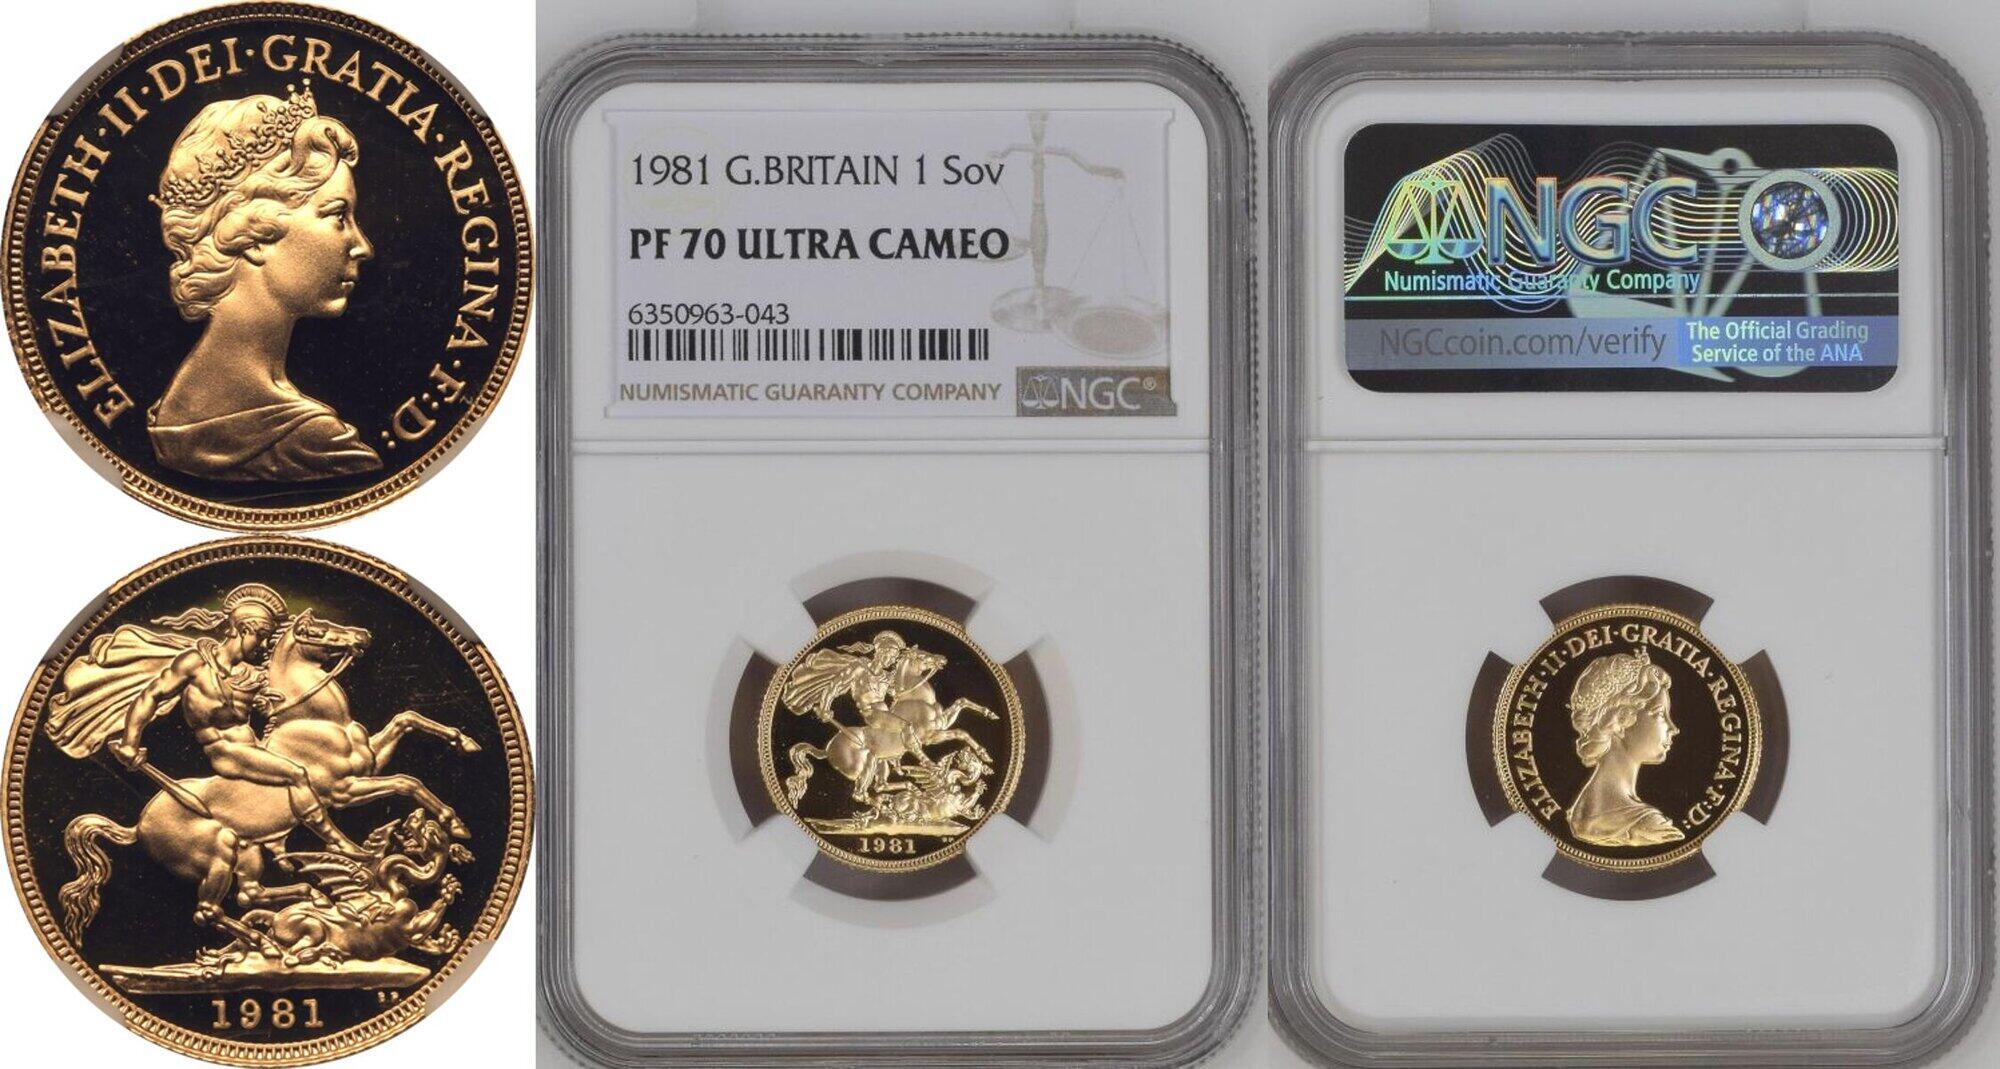 ELIZABETH·II·DEI·GRATIA·REGINA·F:D:
1981
1981 G.BRITAIN 1 Sov
PF 70 ULTRA CAMEO
6350963-043
NUMISMATIC GUARANTY COMPANY
NGC®
1981
NGC
Numismatic Guaranty Company
NGCcoin.com/verify
The Official Grading
Service of the ANA
ELIZABETH·II·DEI·GRATIA·REGINA·F:D: